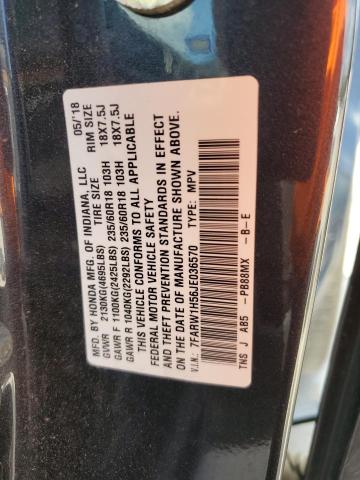 MFD. BY HONDA MFG. OF INDIANA, LLC 05/'18
TIRE SIZE RIM SIZE
GVWR 2130KG(4695LBS)
GAWR F 1100KG(2425LBS) 235/60R18 103H 18X7.5J
GAWR R 1040KG(2292LBS) 235/60R18 103H 18X7.5J
THIS VEHICLE CONFORMS TO ALL APPLICABLE
FEDERAL MOTOR VEHICLE SAFETY
AND THEFT PREVENTION STANDARDS IN EFFECT
ON THE DATE OF MANUFACTURE SHOWN ABOVE.
V.I.N.: 7FARW1H56JE036570 TYPE: MPV
TNS J A85 -PB88MX -B-E